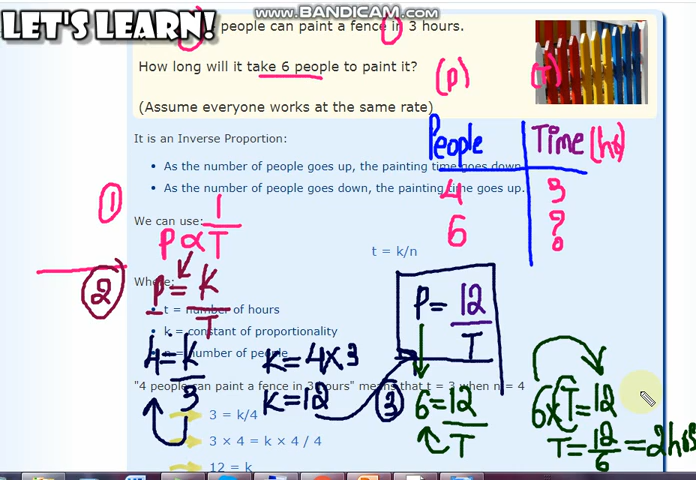 www.BANDICAM.com
LET'S LEARN!
people can paint a fence in 3 hours.
How long will it take 6 people to paint it?
(P) (T)
(Assume everyone works at the same rate)
It is an Inverse Proportion:
People Time (hs)
As the number of people goes up, the painting time goes down
As the number of people goes down, the painting time goes up.
4 3
6 ?
① We can use:
P ∝ 1/T
t = k/n
② Where:
P = K/T
t = number of hours
k = constant of proportionality
number of people
P = 12/T
4 = K/3
K = 4 x 3
K = 12
"4 people can paint a fence in 3 hours" means that t = 3 when n = 4
③ 6 = 12/T
6 x T = 12
T = 12/6 = 2hrs
3 = k/4
3 × 4 = k × 4 / 4
12 = k